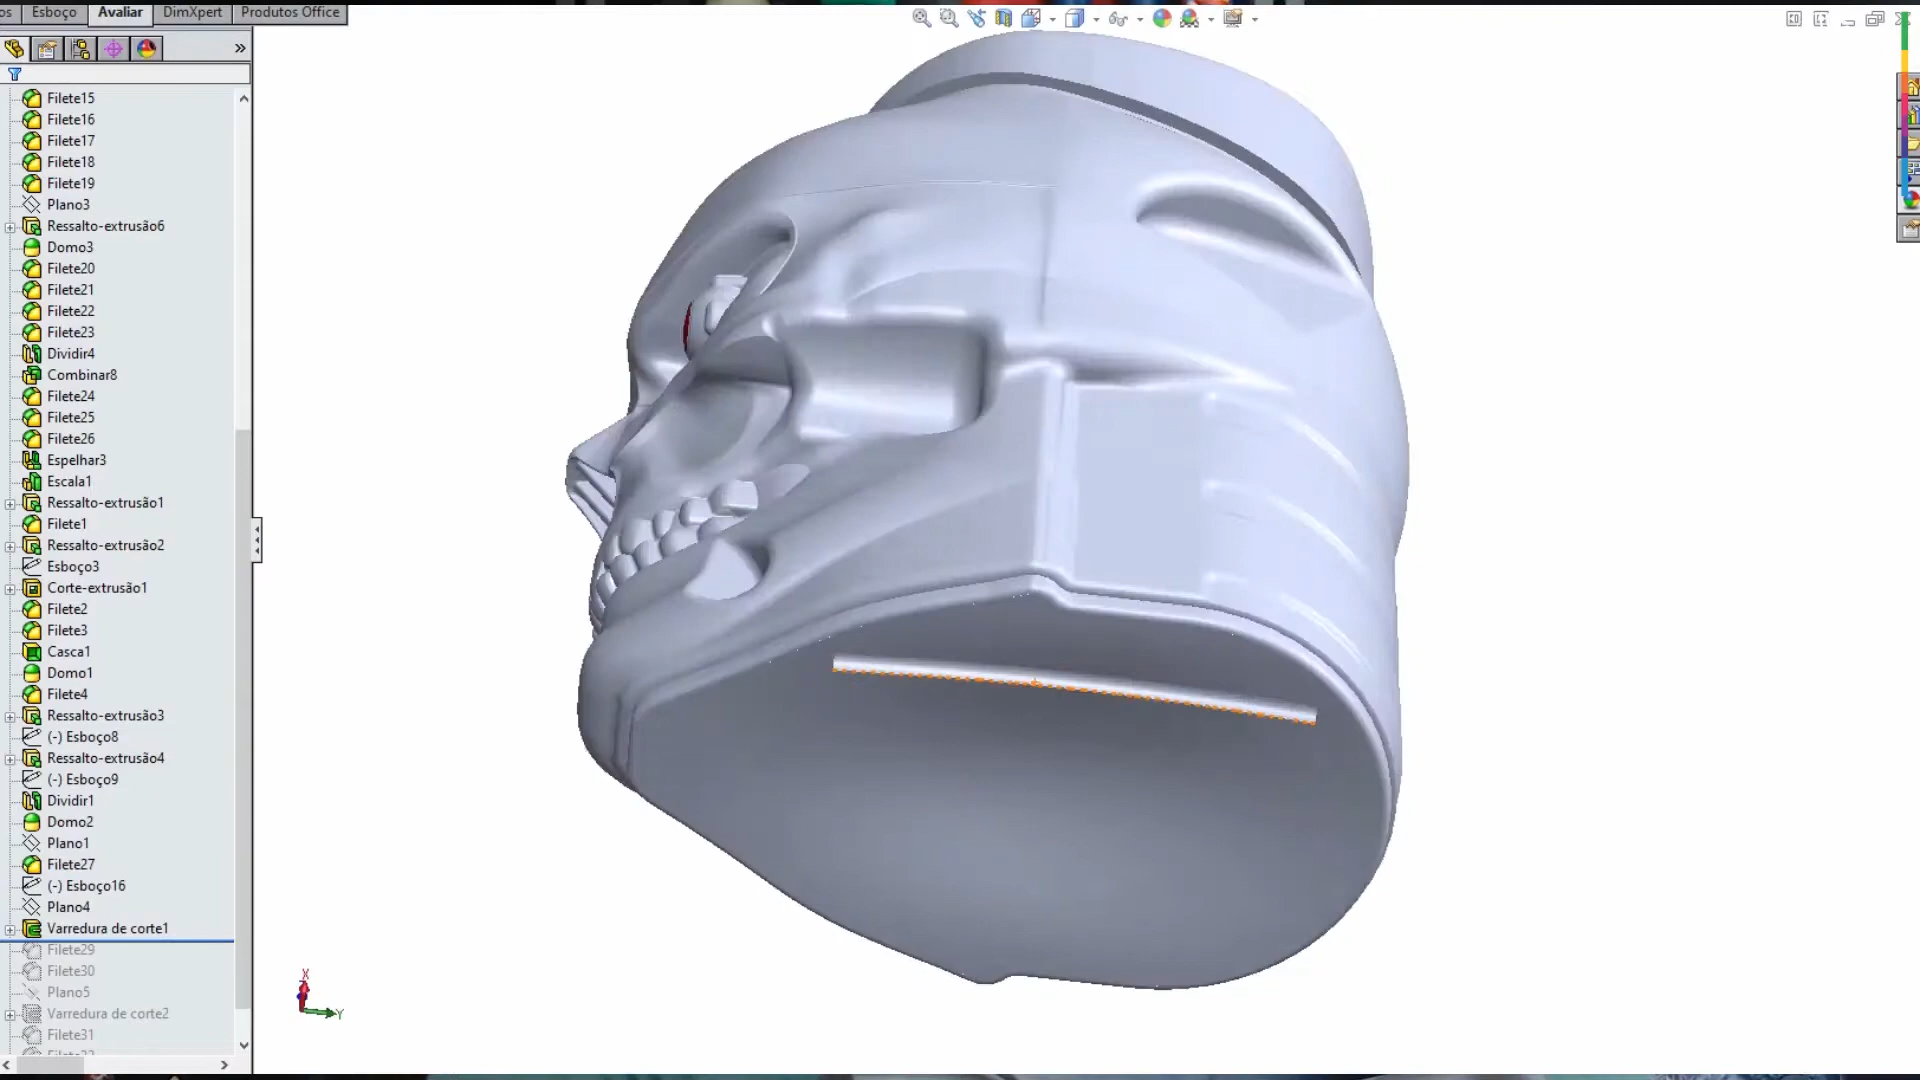 os Esboço Avaliar DimXpert Produtos Office
Filete15
Filete16
Filete17
Filete18
Filete19
Plano3
Ressalto-extrusão6
Domo3
Filete20
Filete21
Filete22
Filete23
Dividir4
Combinar8
Filete24
Filete25
Filete26
Espelhar3
Escala1
Ressalto-extrusão1
Filete1
Ressalto-extrusão2
Esboço3
Corte-extrusão1
Filete2
Filete3
Casca1
Domo1
Filete4
Ressalto-extrusão3
(-) Esboço8
Ressalto-extrusão4
(-) Esboço9
Dividir1
Domo2
Plano1
Filete27
(-) Esboço16
Plano4
Varredura de corte1
Filete29
Filete30
Plano5
Varredura de corte2
Filete31
X
Y